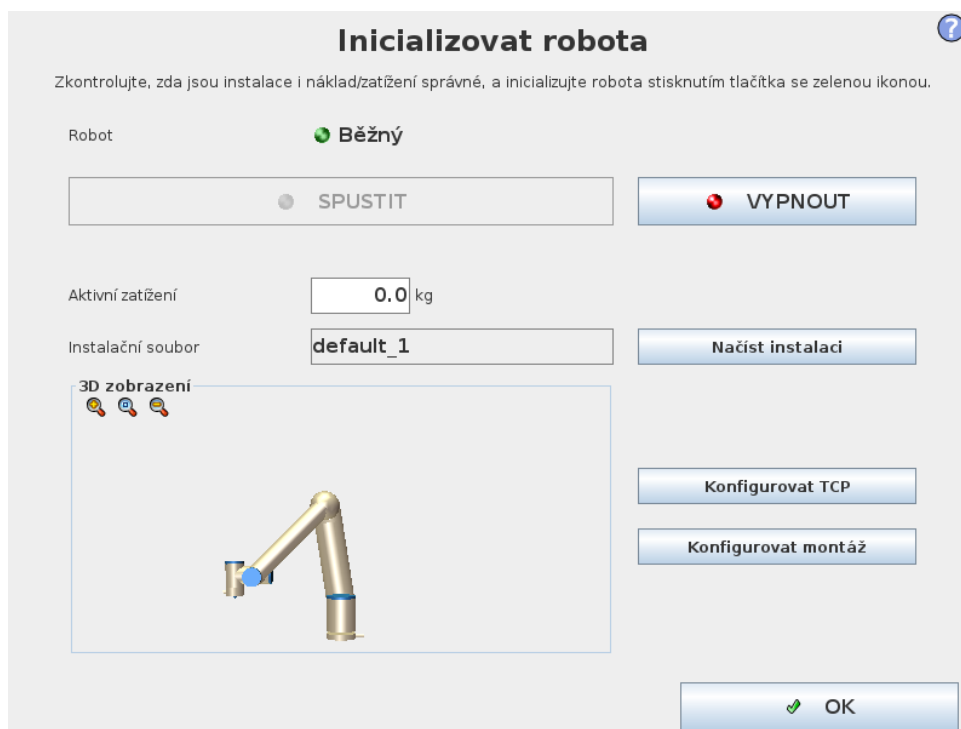 Inicializovat robota
?
Zkontrolujte, zda jsou instalace i náklad/zatížení správné, a inicializujte robota stisknutím tlačítka se zelenou ikonou.
Robot Běžný
SPUSTIT VYPNOUT
Aktivní zatížení 0.0 kg
Instalační soubor default_1 Načíst instalaci
3D zobrazení
Konfigurovat TCP
Konfigurovat montáž
OK